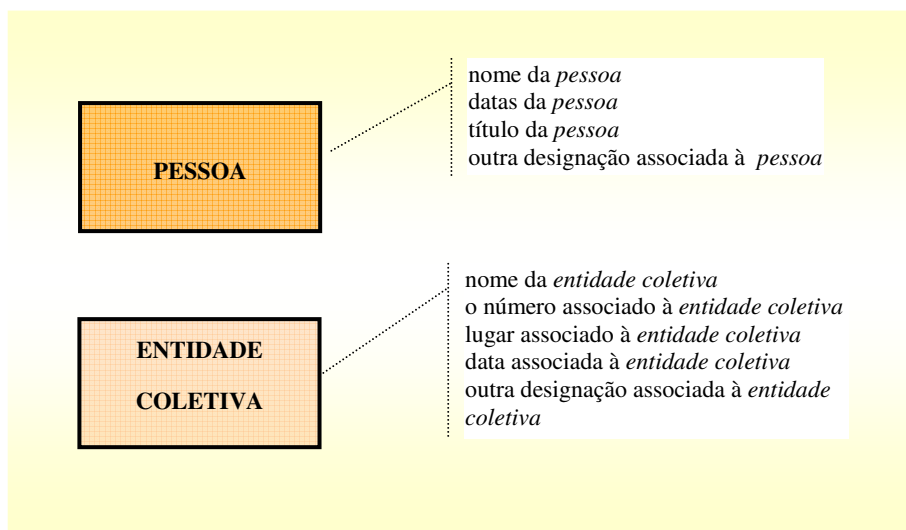 nome da pessoa
datas da pessoa
título da pessoa
outra designação associada à pessoa
PESSOA
nome da entidade coletiva
o número associado à entidade coletiva
lugar associado à entidade coletiva
data associada à entidade coletiva
outra designação associada à entidade
coletiva
ENTIDADE
COLETIVA